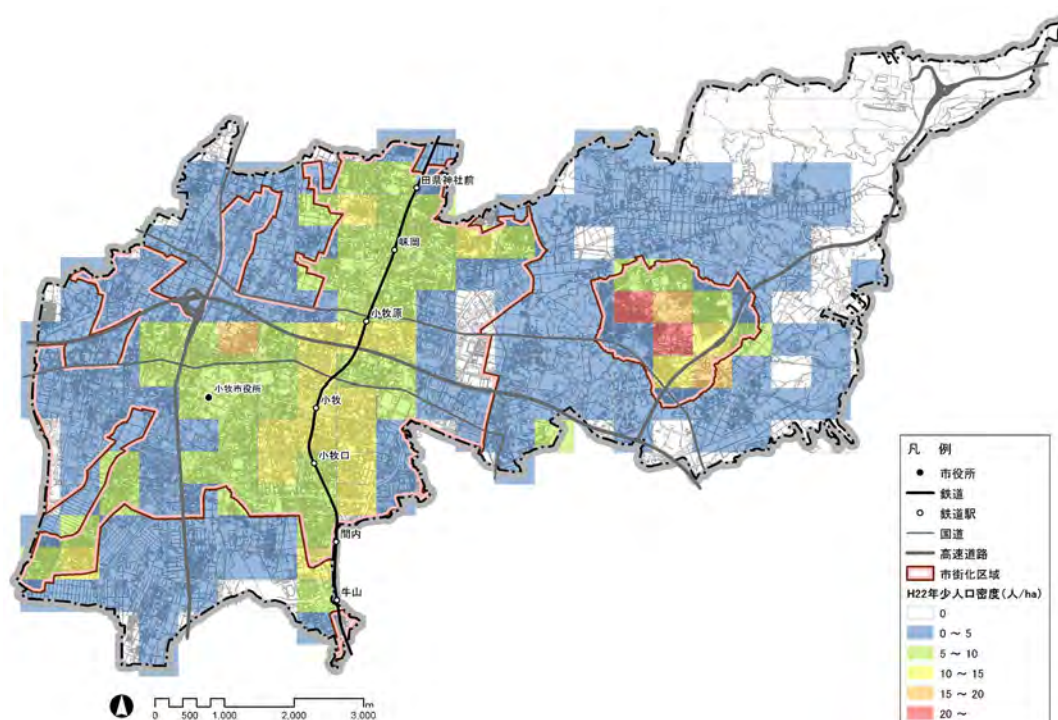 田県神社前
味岡
小牧原
小牧市役所
小牧
小牧口
間内
牛山
凡 例
市役所
鉄道
鉄道駅
国道
高速道路
市街化区域
H22年少人口密度(人/ha)
0
0 ～ 5
5 ～ 10
10 ～ 15
15 ～ 20
20 ～
0 500 1,000 2,000 3,000 m